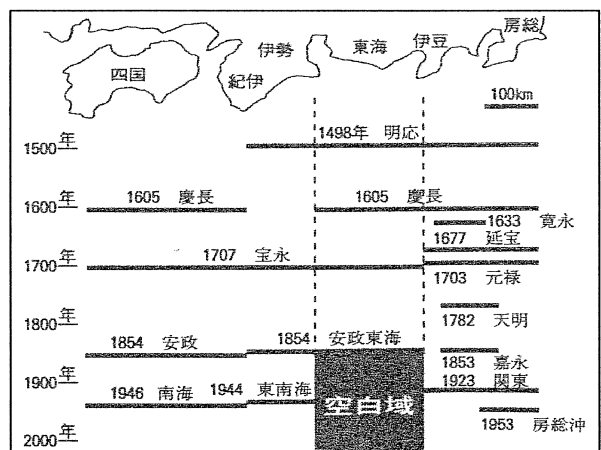 房総
伊勢 東海 伊豆
四国 紀伊
100km
1498年 明応
1500年
1605 慶長 1605 慶長
1600年
1633 寛永
1677 延宝
1707 宝永
1700年
1703 元禄
1782 天明
1800年
1854 安政 1854 安政東海
1853 嘉永
1900年
1923 関東
1946 南海 1944 東南海
空白域
1953 房総沖
2000年